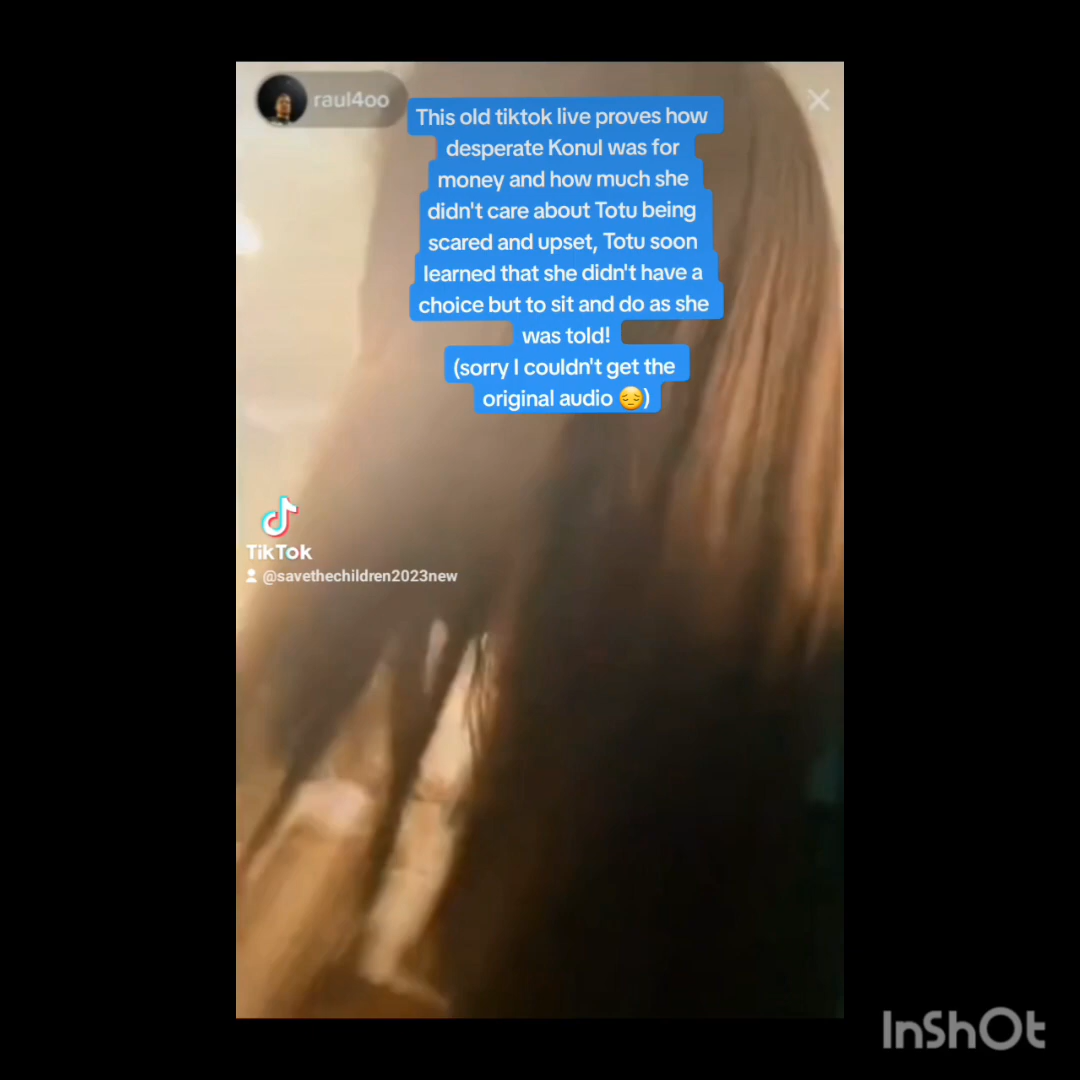 raul4oo
This old tiktok live proves how
desperate Konul was for
money and how much she
didn't care about Totu being
scared and upset, Totu soon
learned that she didn't have a
choice but to sit and do as she
was told!
(sorry I couldn't get the
original audio 😔)
TikTok
@savethechildren2023new
InShOt